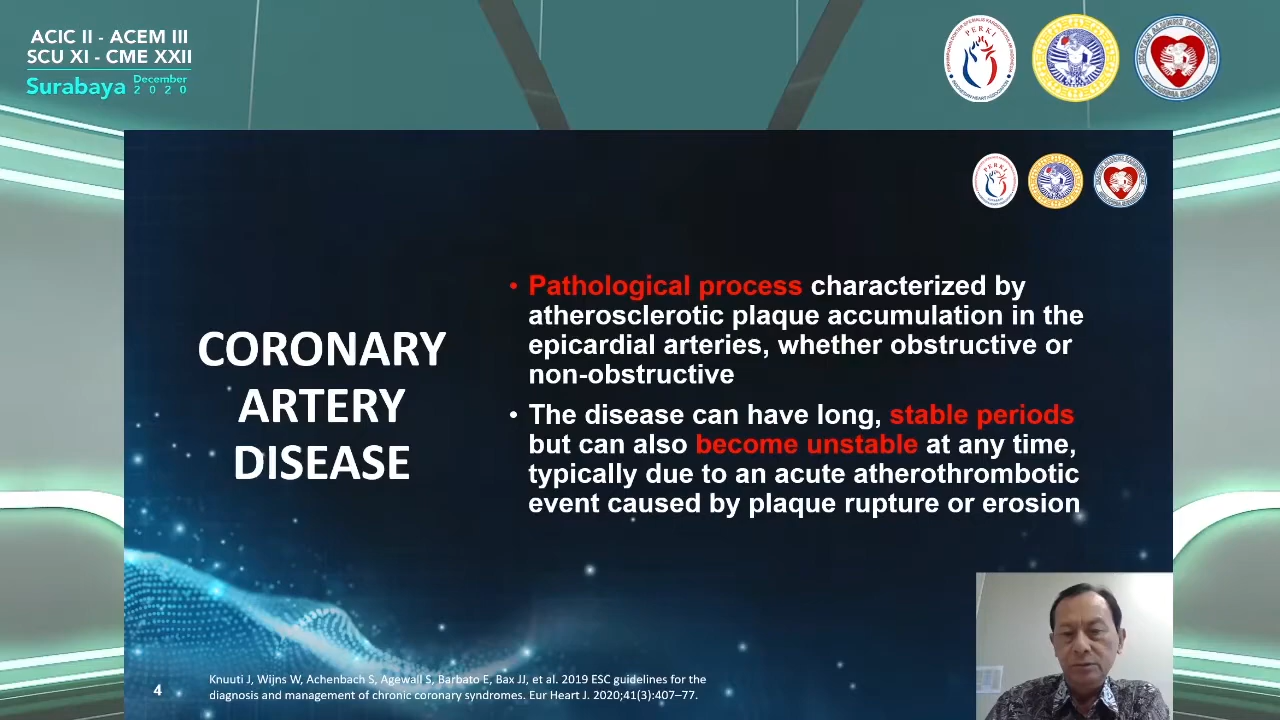 ACIC II - ACEM III
SCU XI - CME XXII
Surabaya December 2020
PERKI
CORONARY
ARTERY
DISEASE
• Pathological process characterized by
atherosclerotic plaque accumulation in the
epicardial arteries, whether obstructive or
non-obstructive
• The disease can have long, stable periods
but can also become unstable at any time,
typically due to an acute atherothrombotic
event caused by plaque rupture or erosion
4
Knuuti J, Wijns W, Achenbach S, Agewall S, Barbato E, Bax JJ, et al. 2019 ESC guidelines for the
diagnosis and management of chronic coronary syndromes. Eur Heart J. 2020;41(3):407–77.